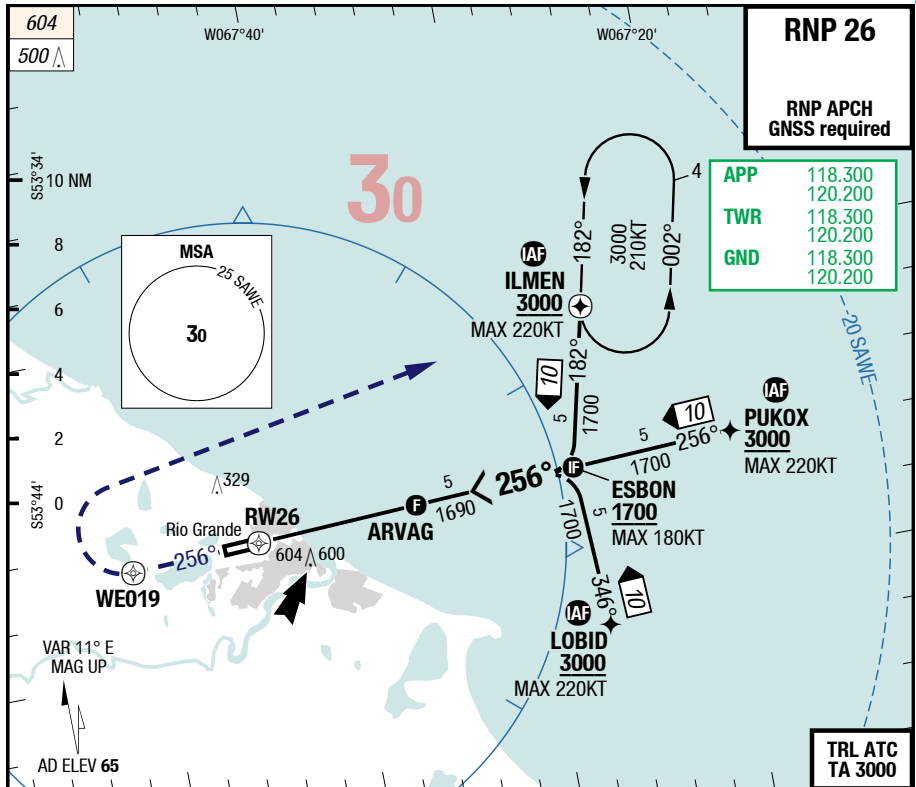 604
500
W067°40'
W067°20'
RNP 26
RNP APCH
GNSS required
APP 118.300
120.200
TWR 118.300
120.200
GND 118.300
120.200
S53°34'
10 NM
8
6
4
2
0
S53°44'
30
MSA
25 SAWE
30
IAF
ILMEN
3000
MAX 220KT
182°
3000
210KT
002°
4
182°
10
5
1700
20 SAWE
IAF
PUKOX
3000
MAX 220KT
10
256°
5
1700
IF
ESBON
1700
MAX 180KT
256°
5
1690
F
ARVAG
329
RW26
Rio Grande
604
600
256°
WE019
1700
5
346°
10
IAF
LOBID
3000
MAX 220KT
VAR 11° E
MAG UP
AD ELEV 65
TRL ATC
TA 3000